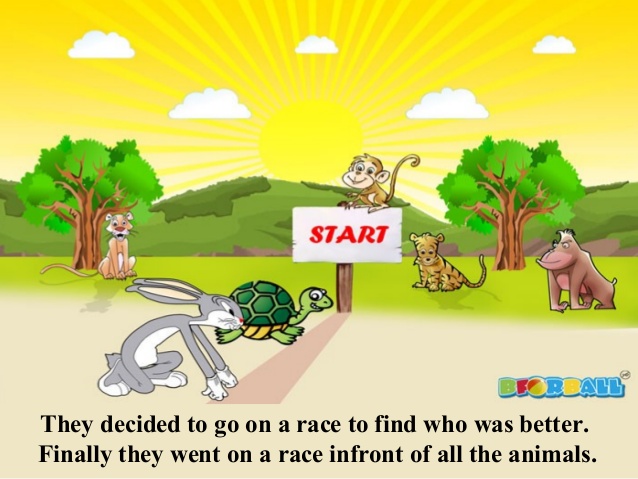 START
BFORBALL
They decided to go on a race to find who was better.
Finally they went on a race infront of all the animals.